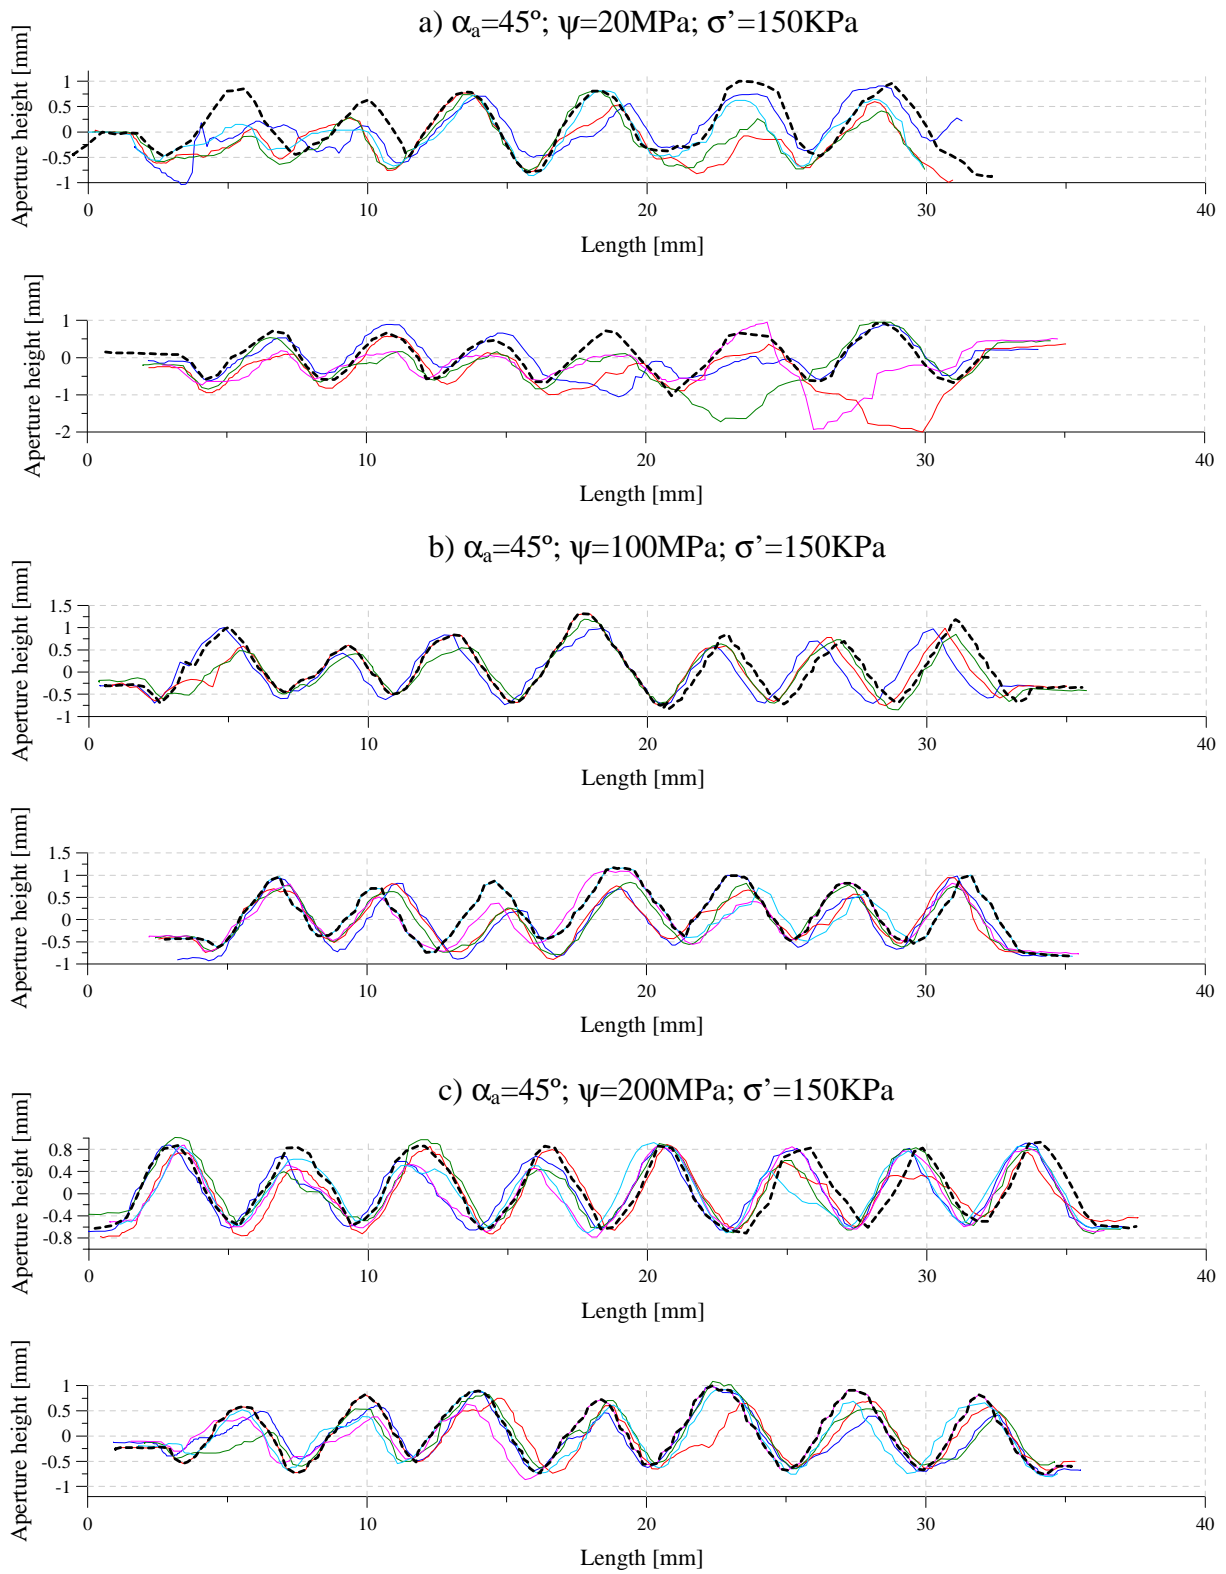 a) αₐ=45º; ψ=20MPa; σ’=150KPa
Aperture height [mm]
1
0.5
0
-0.5
-1
0 10 20 30 40
Length [mm]
Aperture height [mm]
1
0
-1
-2
0 10 20 30 40
Length [mm]
b) αₐ=45º; ψ=100MPa; σ’=150KPa
Aperture height [mm]
1.5
1
0.5
0
-0.5
-1
0 10 20 30 40
Length [mm]
Aperture height [mm]
1.5
1
0.5
0
-0.5
-1
0 10 20 30 40
Length [mm]
c) αₐ=45º; ψ=200MPa; σ’=150KPa
Aperture height [mm]
0.8
0.4
0
-0.4
-0.8
0 10 20 30 40
Length [mm]
Aperture height [mm]
1
0.5
0
-0.5
-1
0 10 20 30 40
Length [mm]